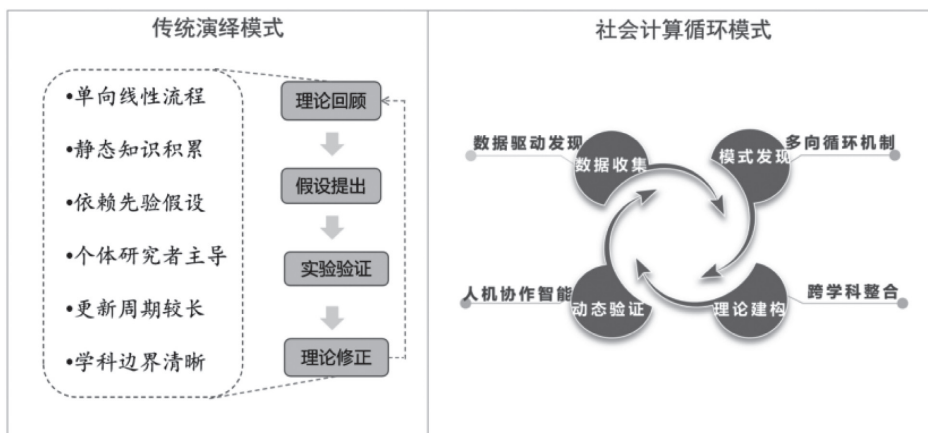 传统演绎模式
•单向线性流程
•静态知识积累
•依赖先验假设
•个体研究者主导
•更新周期较长
•学科边界清晰
理论回顾
假设提出
实验验证
理论修正
社会计算循环模式
数据驱动发现
数据收集
模式发现
多向循环机制
人机协作智能
动态验证
理论建构
跨学科整合